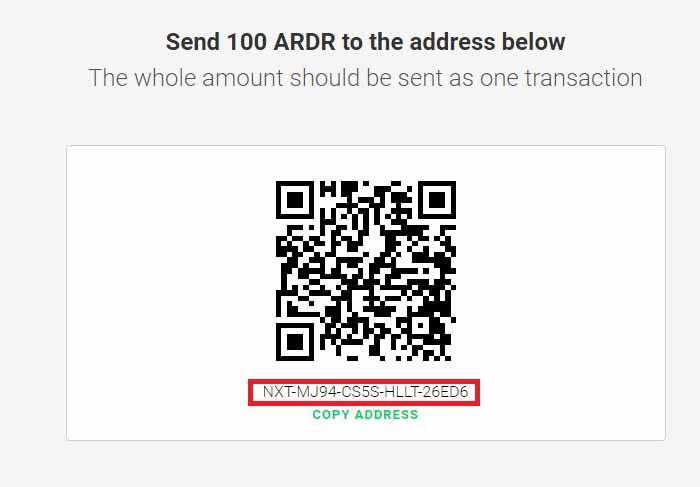 Send 100 ARDR to the address below
The whole amount should be sent as one transaction
NXT-MJ94-CS5S-HLLT-26ED6
COPY ADDRESS